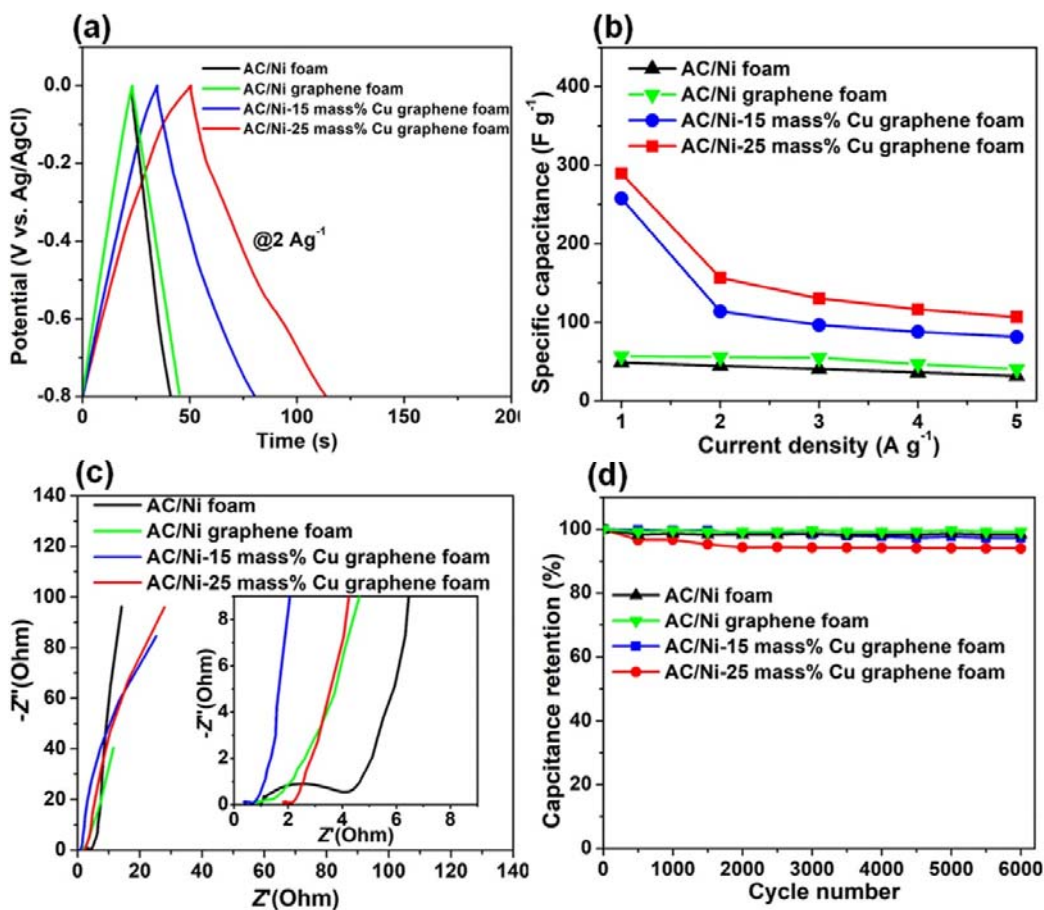 (a)
AC/Ni foam
AC/Ni graphene foam
AC/Ni-15 mass% Cu graphene foam
AC/Ni-25 mass% Cu graphene foam
@2 Ag⁻¹
Potential (V vs. Ag/AgCl)
0.0
-0.2
-0.4
-0.6
-0.8
0 50 100 150 200
Time (s)
(b)
AC/Ni foam
AC/Ni graphene foam
AC/Ni-15 mass% Cu graphene foam
AC/Ni-25 mass% Cu graphene foam
Specific capacitance (F g⁻¹)
400
300
200
100
0
1 2 3 4 5
Current density (A g⁻¹)
(c)
AC/Ni foam
AC/Ni graphene foam
AC/Ni-15 mass% Cu graphene foam
AC/Ni-25 mass% Cu graphene foam
-Z''(Ohm)
140
120
100
80
60
40
20
0
0 20 40 60 80 100 120 140
Z'(Ohm)
-Z''(Ohm)
8
6
4
2
0
0 2 4 6 8
Z'(Ohm)
(d)
AC/Ni foam
AC/Ni graphene foam
AC/Ni-15 mass% Cu graphene foam
AC/Ni-25 mass% Cu graphene foam
Capcitance retention (%)
100
80
60
40
20
0
0 1000 2000 3000 4000 5000 6000
Cycle number